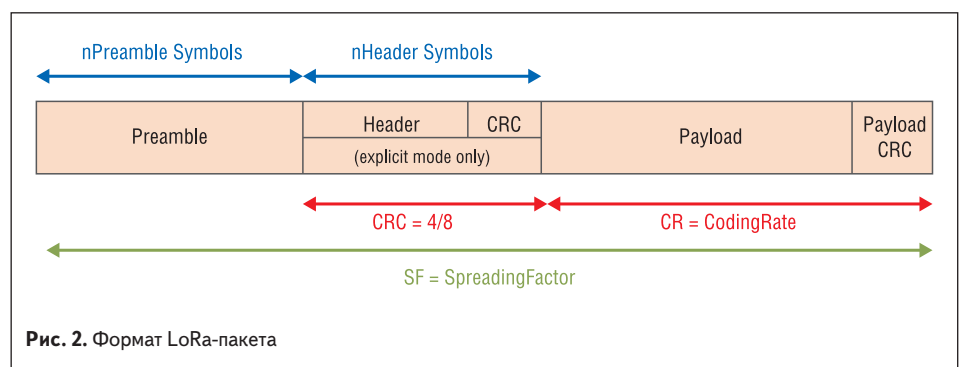 nPreamble Symbols
nHeader Symbols
Preamble
Header
CRC
(explicit mode only)
Payload
Payload
CRC
CRC = 4/8
CR = CodingRate
SF = SpreadingFactor
Рис. 2. Формат LoRa-пакета